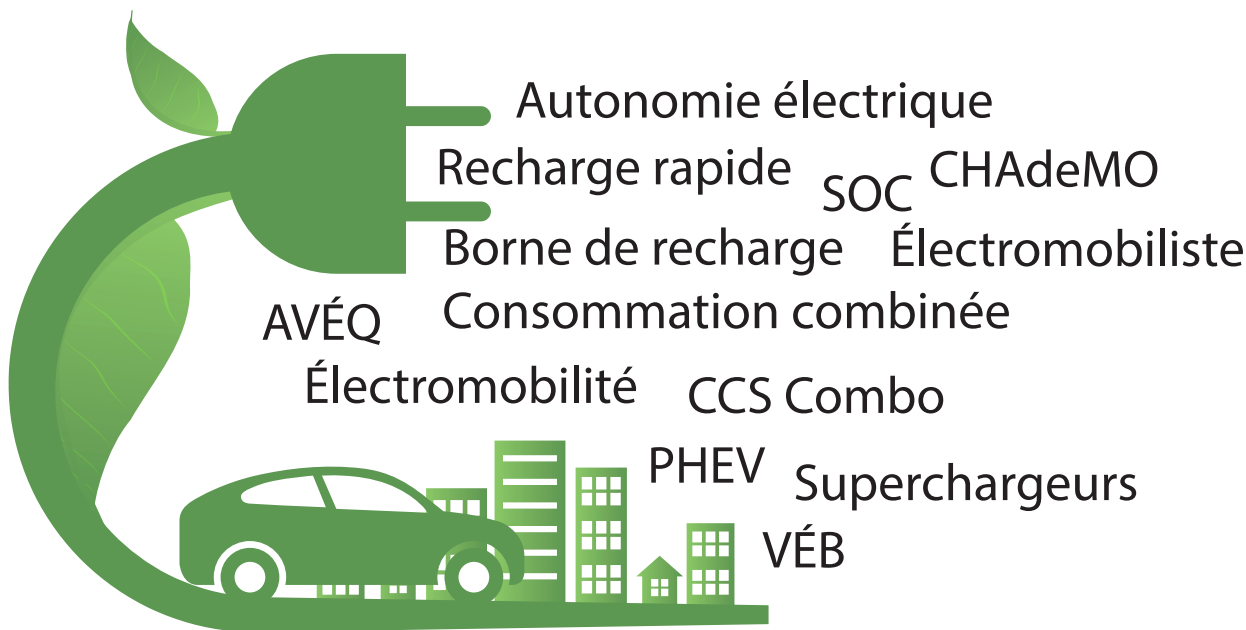 Autonomie électrique
Recharge rapide
SOC
CHAdeMO
Borne de recharge
Électromobiliste
AVÉQ
Consommation combinée
Électromobilité
CCS Combo
PHEV
Superchargeurs
VÉB